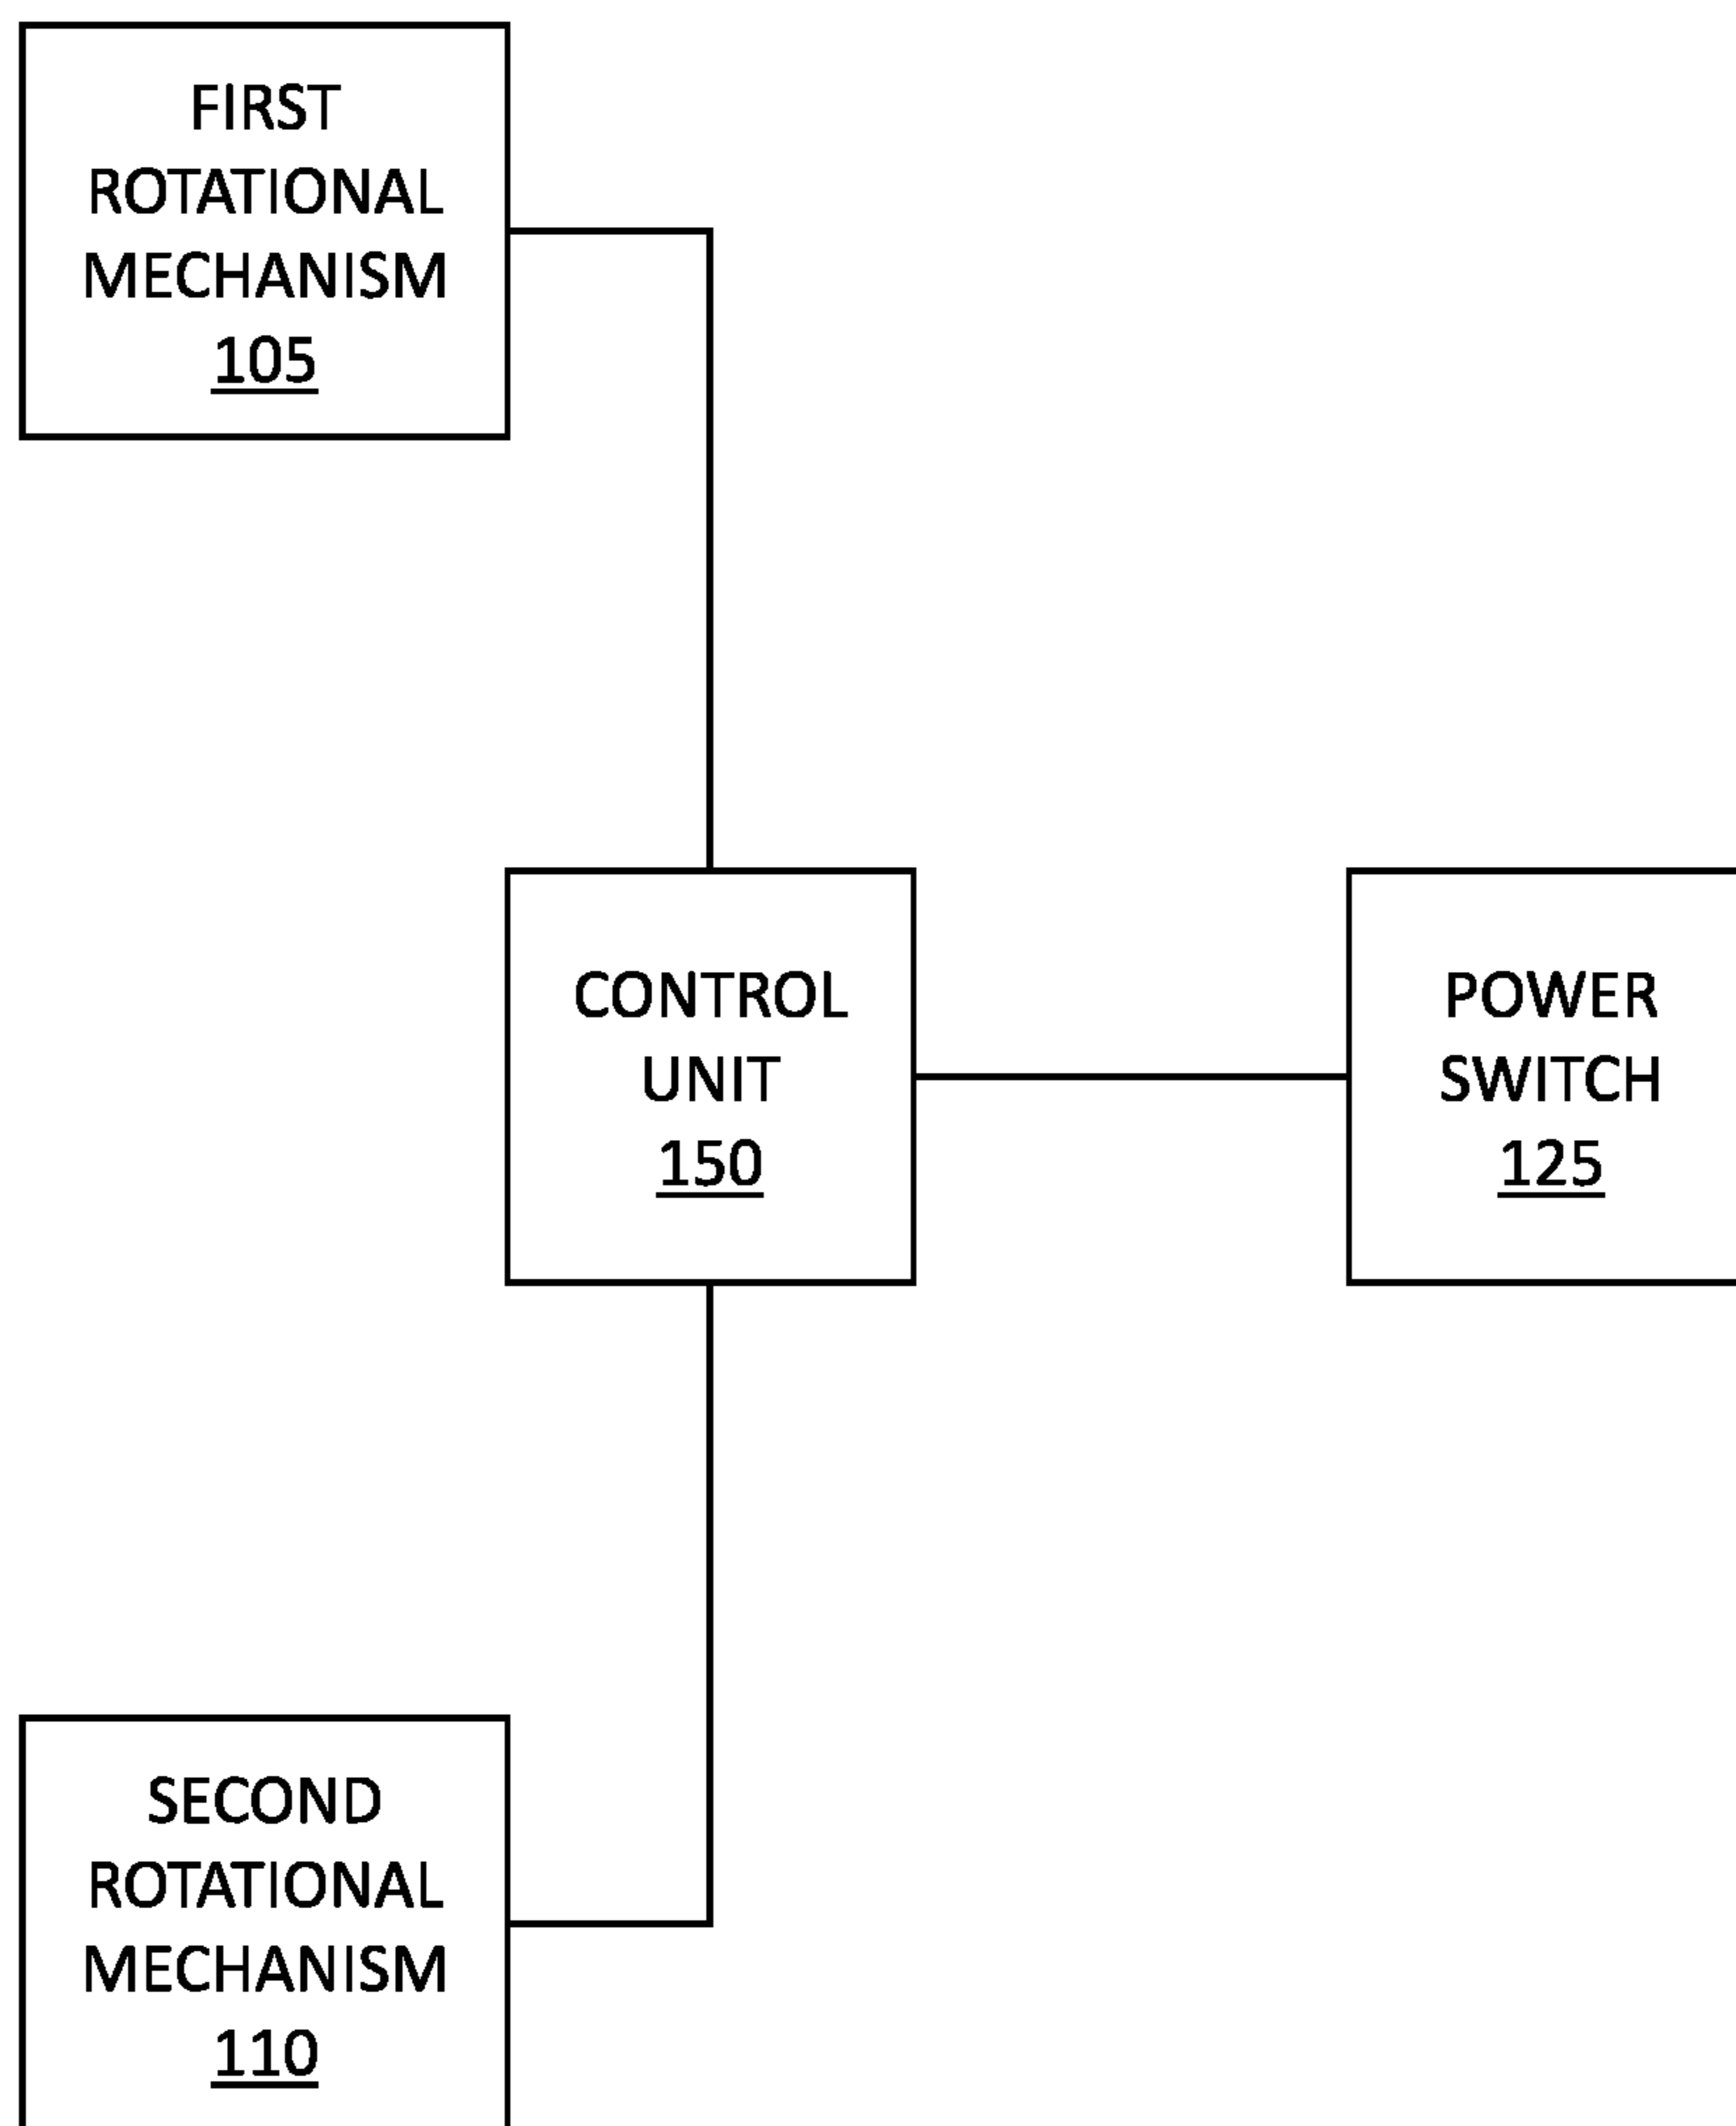 FIRST
ROTATIONAL
MECHANISM
105
CONTROL
UNIT
150
POWER
SWITCH
125
SECOND
ROTATIONAL
MECHANISM
110